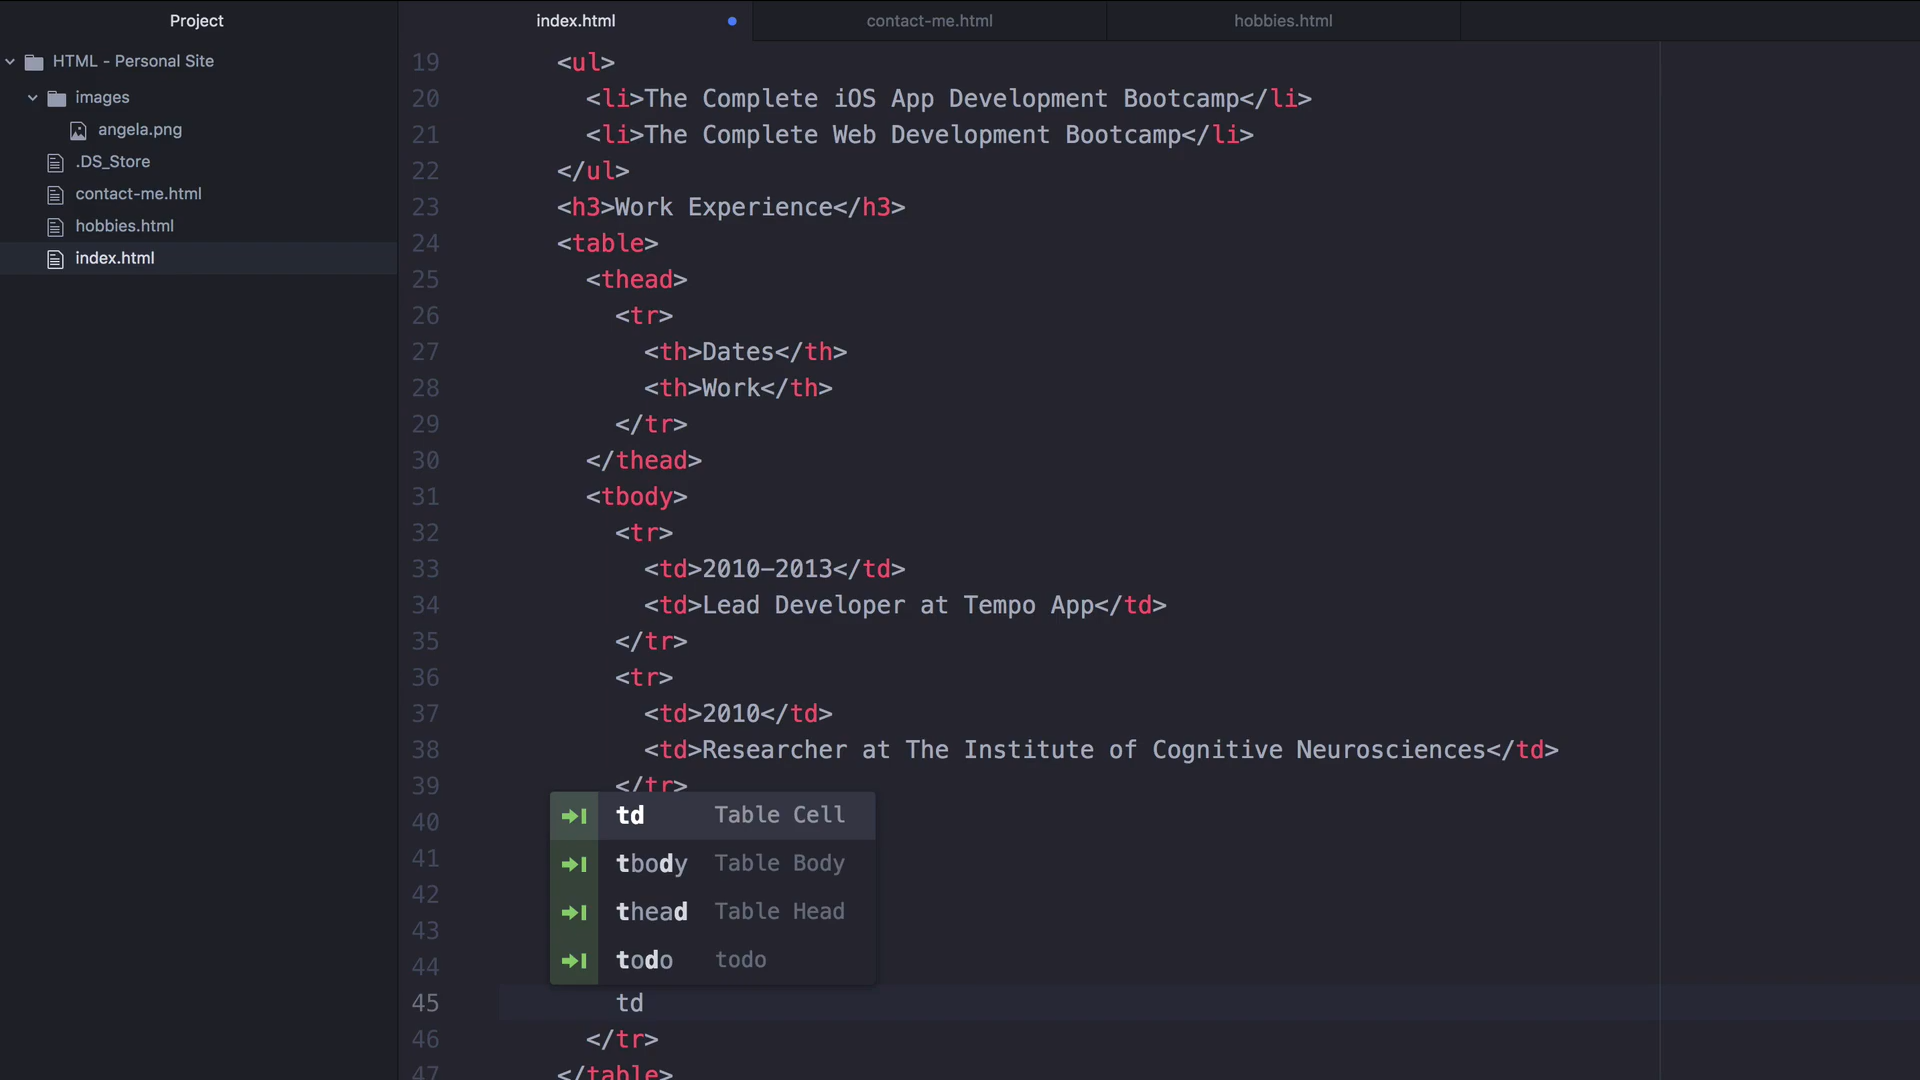 Project
index.html
contact-me.html
hobbies.html
HTML - Personal Site
images
angela.png
.DS_Store
contact-me.html
hobbies.html
index.html
19 <ul>
20 <li>The Complete iOS App Development Bootcamp</li>
21 <li>The Complete Web Development Bootcamp</li>
22 </ul>
23 <h3>Work Experience</h3>
24 <table>
25 <thead>
26 <tr>
27 <th>Dates</th>
28 <th>Work</th>
29 </tr>
30 </thead>
31 <tbody>
32 <tr>
33 <td>2010-2013</td>
34 <td>Lead Developer at Tempo App</td>
35 </tr>
36 <tr>
37 <td>2010</td>
38 <td>Researcher at The Institute of Cognitive Neurosciences</td>
39 </tr>
40
41
42
43
44
td Table Cell
tbody Table Body
thead Table Head
todo todo
45 td
46 </tr>
47 </table>